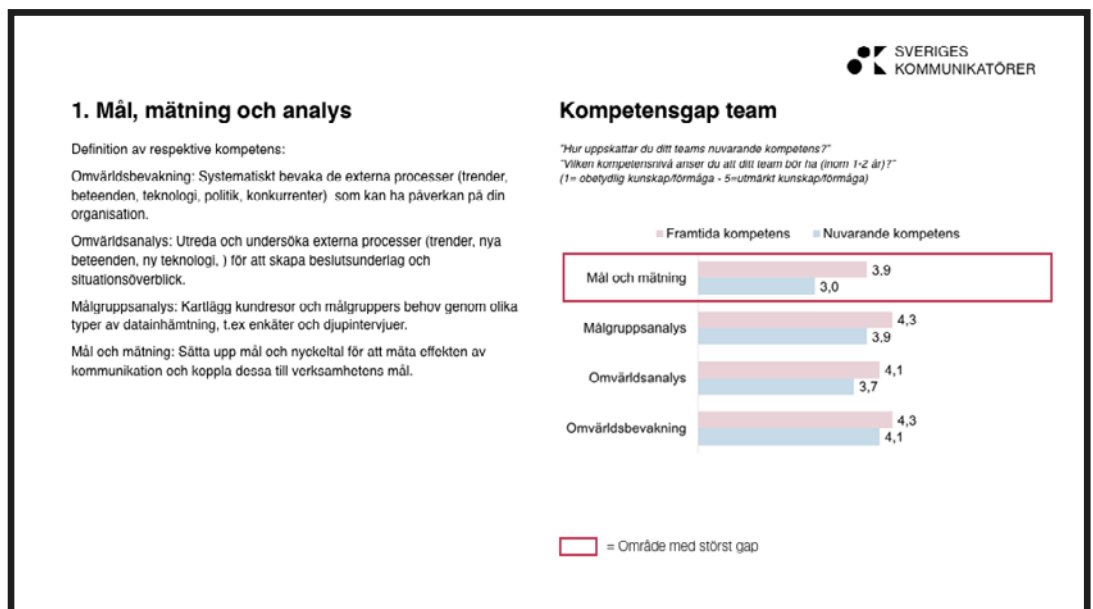 SVERIGES
KOMMUNIKATÖRER
1. Mål, mätning och analys
Definition av respektive kompetens:
Omvärldsbevakning: Systematiskt bevaka de externa processer (trender,
beteenden, teknologi, politik, konkurrenter) som kan ha påverkan på din
organisation.
Omvärldsanalys: Utreda och undersöka externa processer (trender, nya
beteenden, ny teknologi, ) för att skapa beslutsunderlag och
situationsöverblick.
Målgruppsanalys: Kartlägg kundresor och målgruppers behov genom olika
typer av datainhämtning, t.ex enkäter och djupintervjuer.
Mål och mätning: Sätta upp mål och nyckeltal för att mäta effekten av
kommunikation och koppla dessa till verksamhetens mål.
Kompetensgap team
"Hur uppskattar du ditt teams nuvarande kompetens?"
"Vilken kompetensnivå anser du att ditt team bör ha (inom 1-2 år)?"
(1= obetydlig kunskap/förmåga - 5=utmärkt kunskap/förmåga)
Framtida kompetens Nuvarande kompetens
Mål och mätning 3,9
3,0
Målgruppsanalys 4,3
3,9
Omvärldsanalys 4,1
3,7
Omvärldsbevakning 4,3
4,1
= Område med störst gap